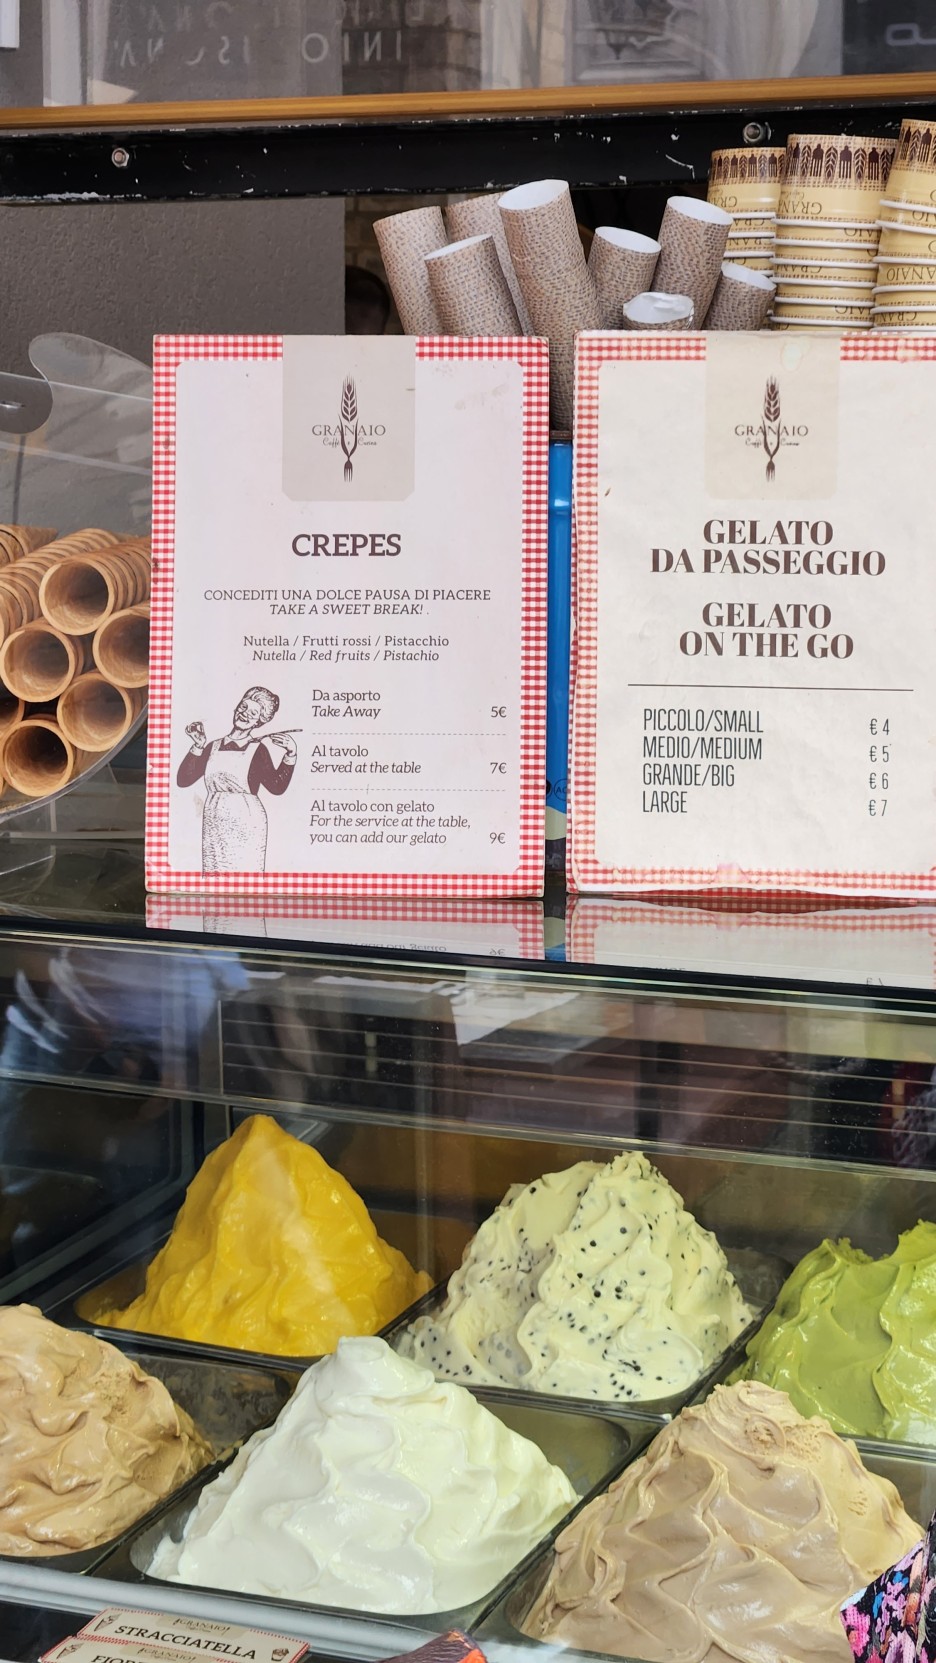 GRANAIO
Caffè e Cucina
CREPES
CONCEDITI UNA DOLCE PAUSA DI PIACERE
TAKE A SWEET BREAK! .
Nutella / Frutti rossi / Pistacchio
Nutella / Red fruits / Pistachio
Da asporto
Take Away 5€
Al tavolo
Served at the table 7€
Al tavolo con gelato
For the service at the table,
you can add our gelato 9€
GRANAIO
Caffè e Cucina
GELATO
DA PASSEGGIO
GELATO
ON THE GO
PICCOLO/SMALL € 4
MEDIO/MEDIUM € 5
GRANDE/BIG € 6
LARGE € 7
GRANAIO
STRACCIATELLA
GRANAIO